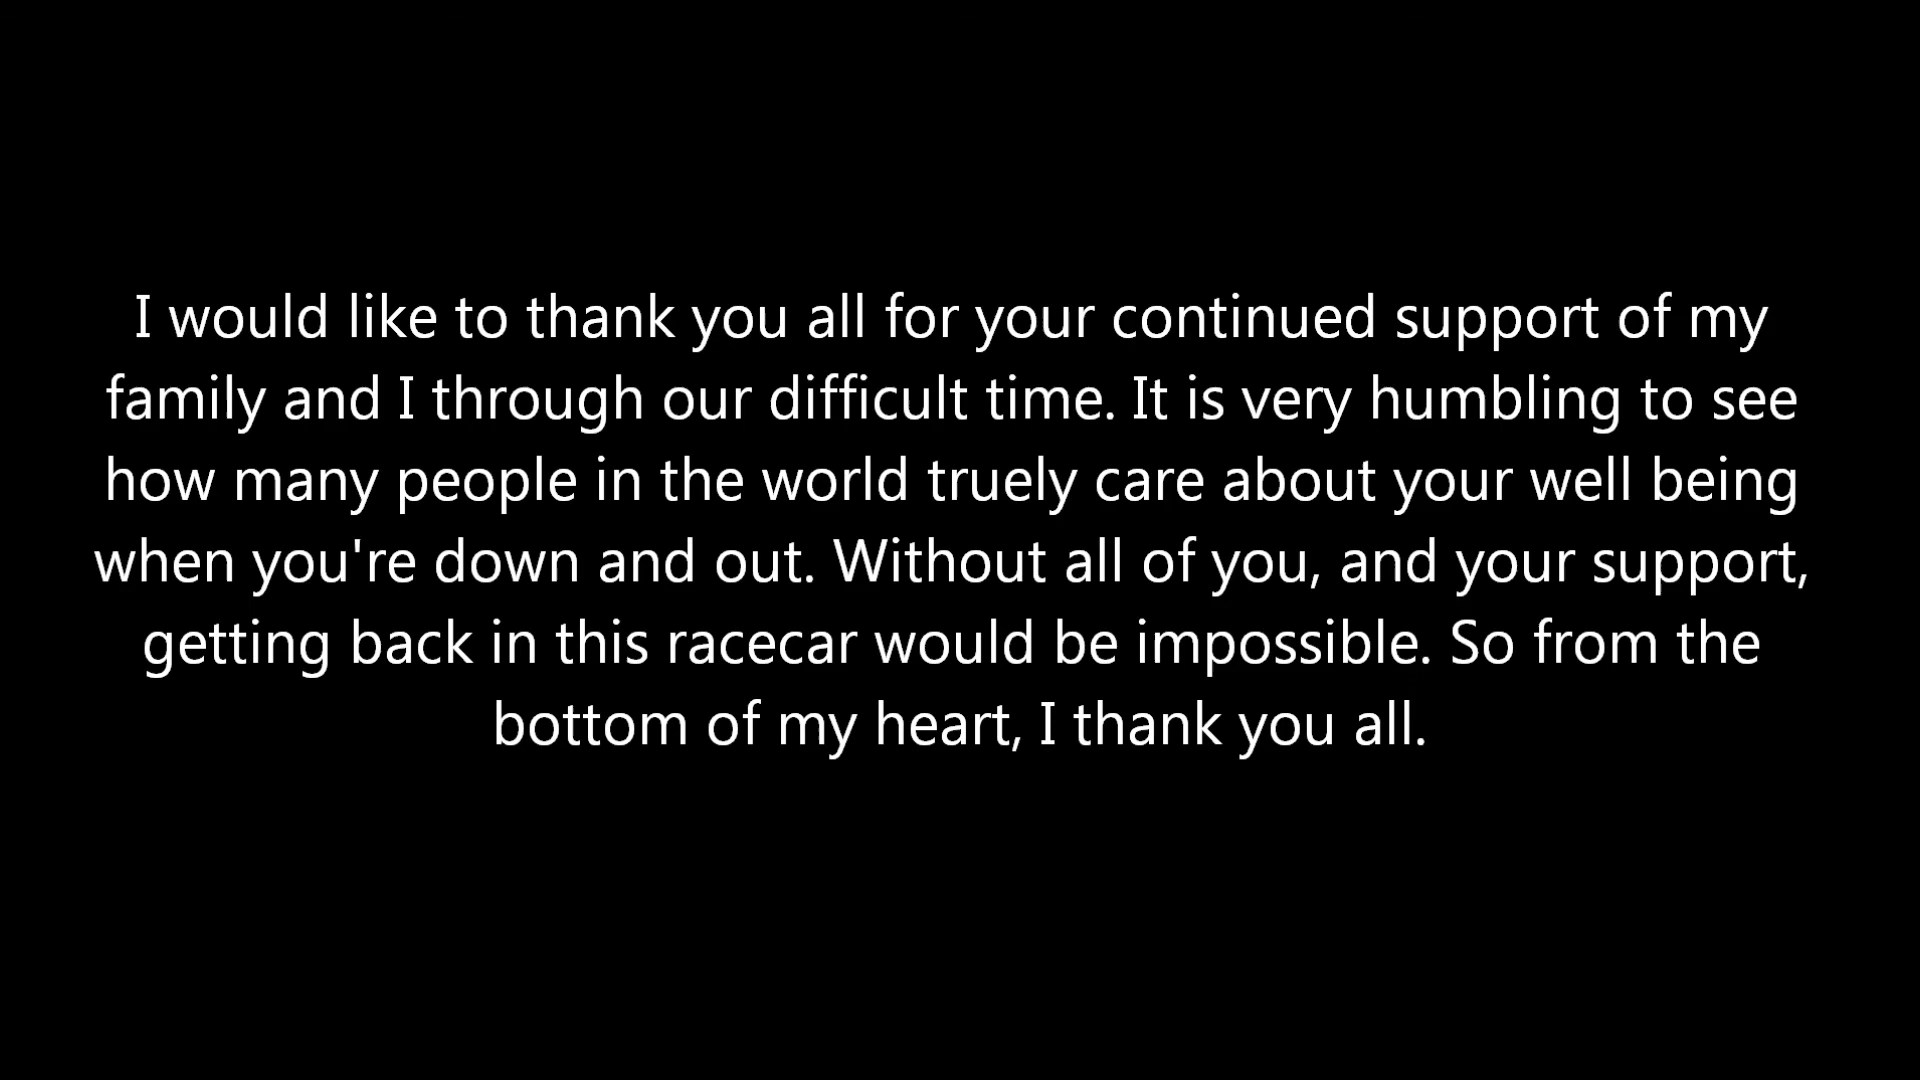 I would like to thank you all for your continued support of my
family and I through our difficult time. It is very humbling to see
how many people in the world truely care about your well being
when you're down and out. Without all of you, and your support,
getting back in this racecar would be impossible. So from the
bottom of my heart, I thank you all.